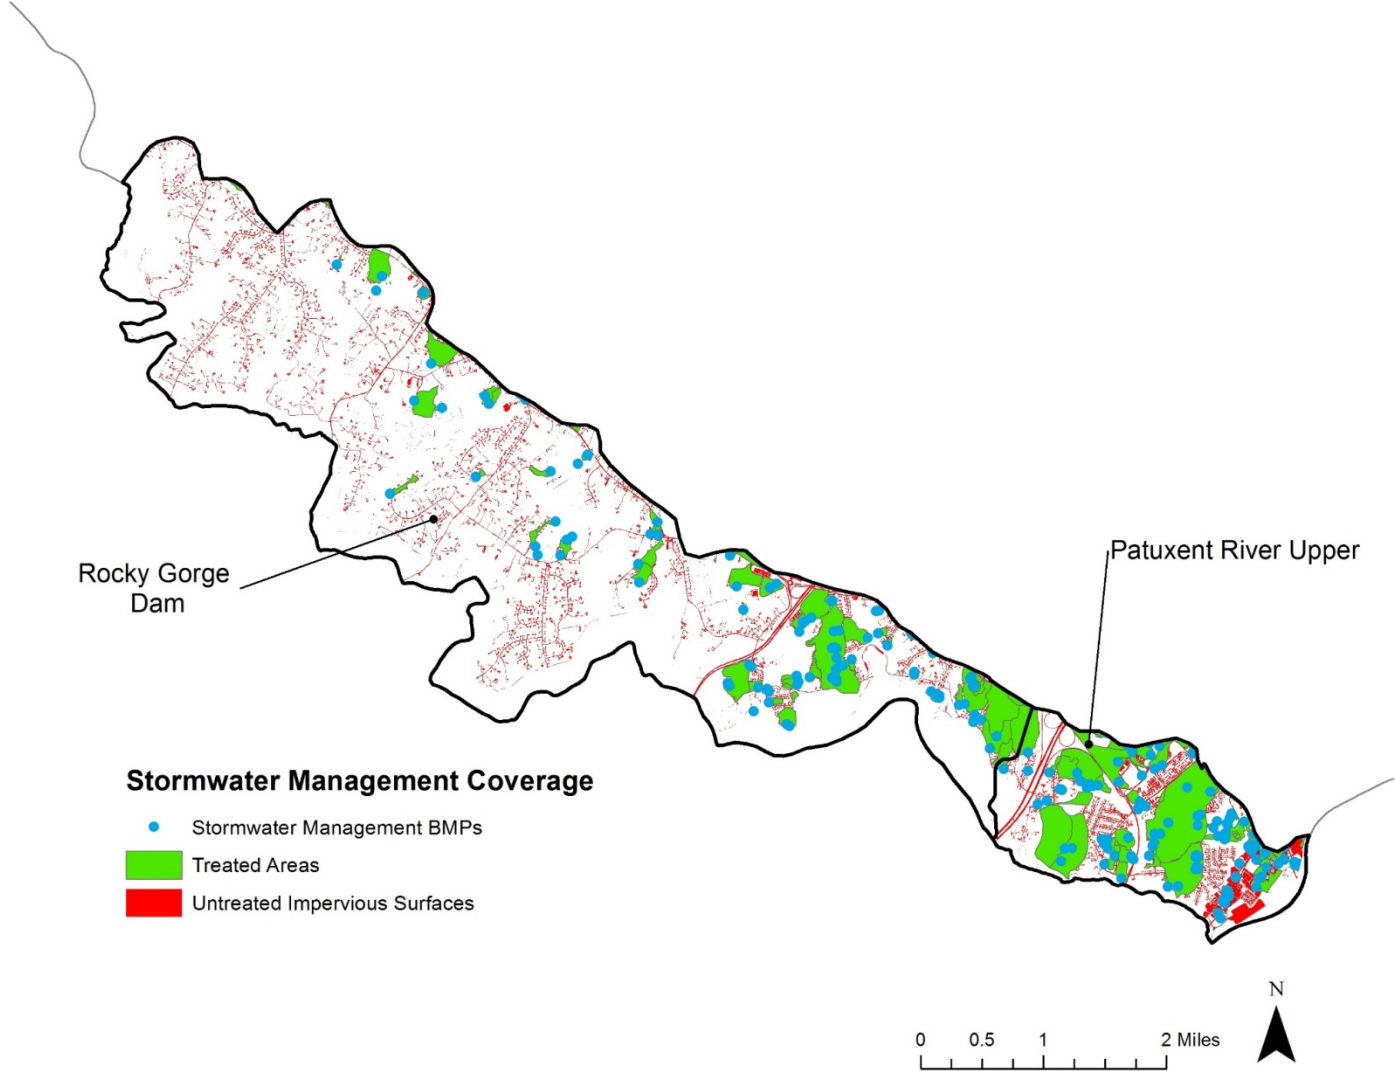 Rocky Gorge
Dam
Patuxent River Upper
Stormwater Management Coverage
Stormwater Management BMPs
Treated Areas
Untreated Impervious Surfaces
N
0 0.5 1 2 Miles